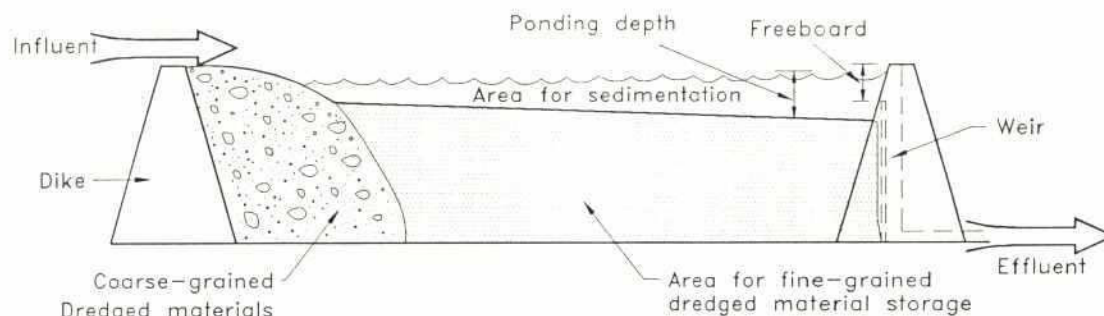 Ponding depth
Freeboard
Influent
Area for sedimentation
Weir
Dike
Effluent
Coarse-grained
Dredged materials
Area for fine-grained
dredged material storage